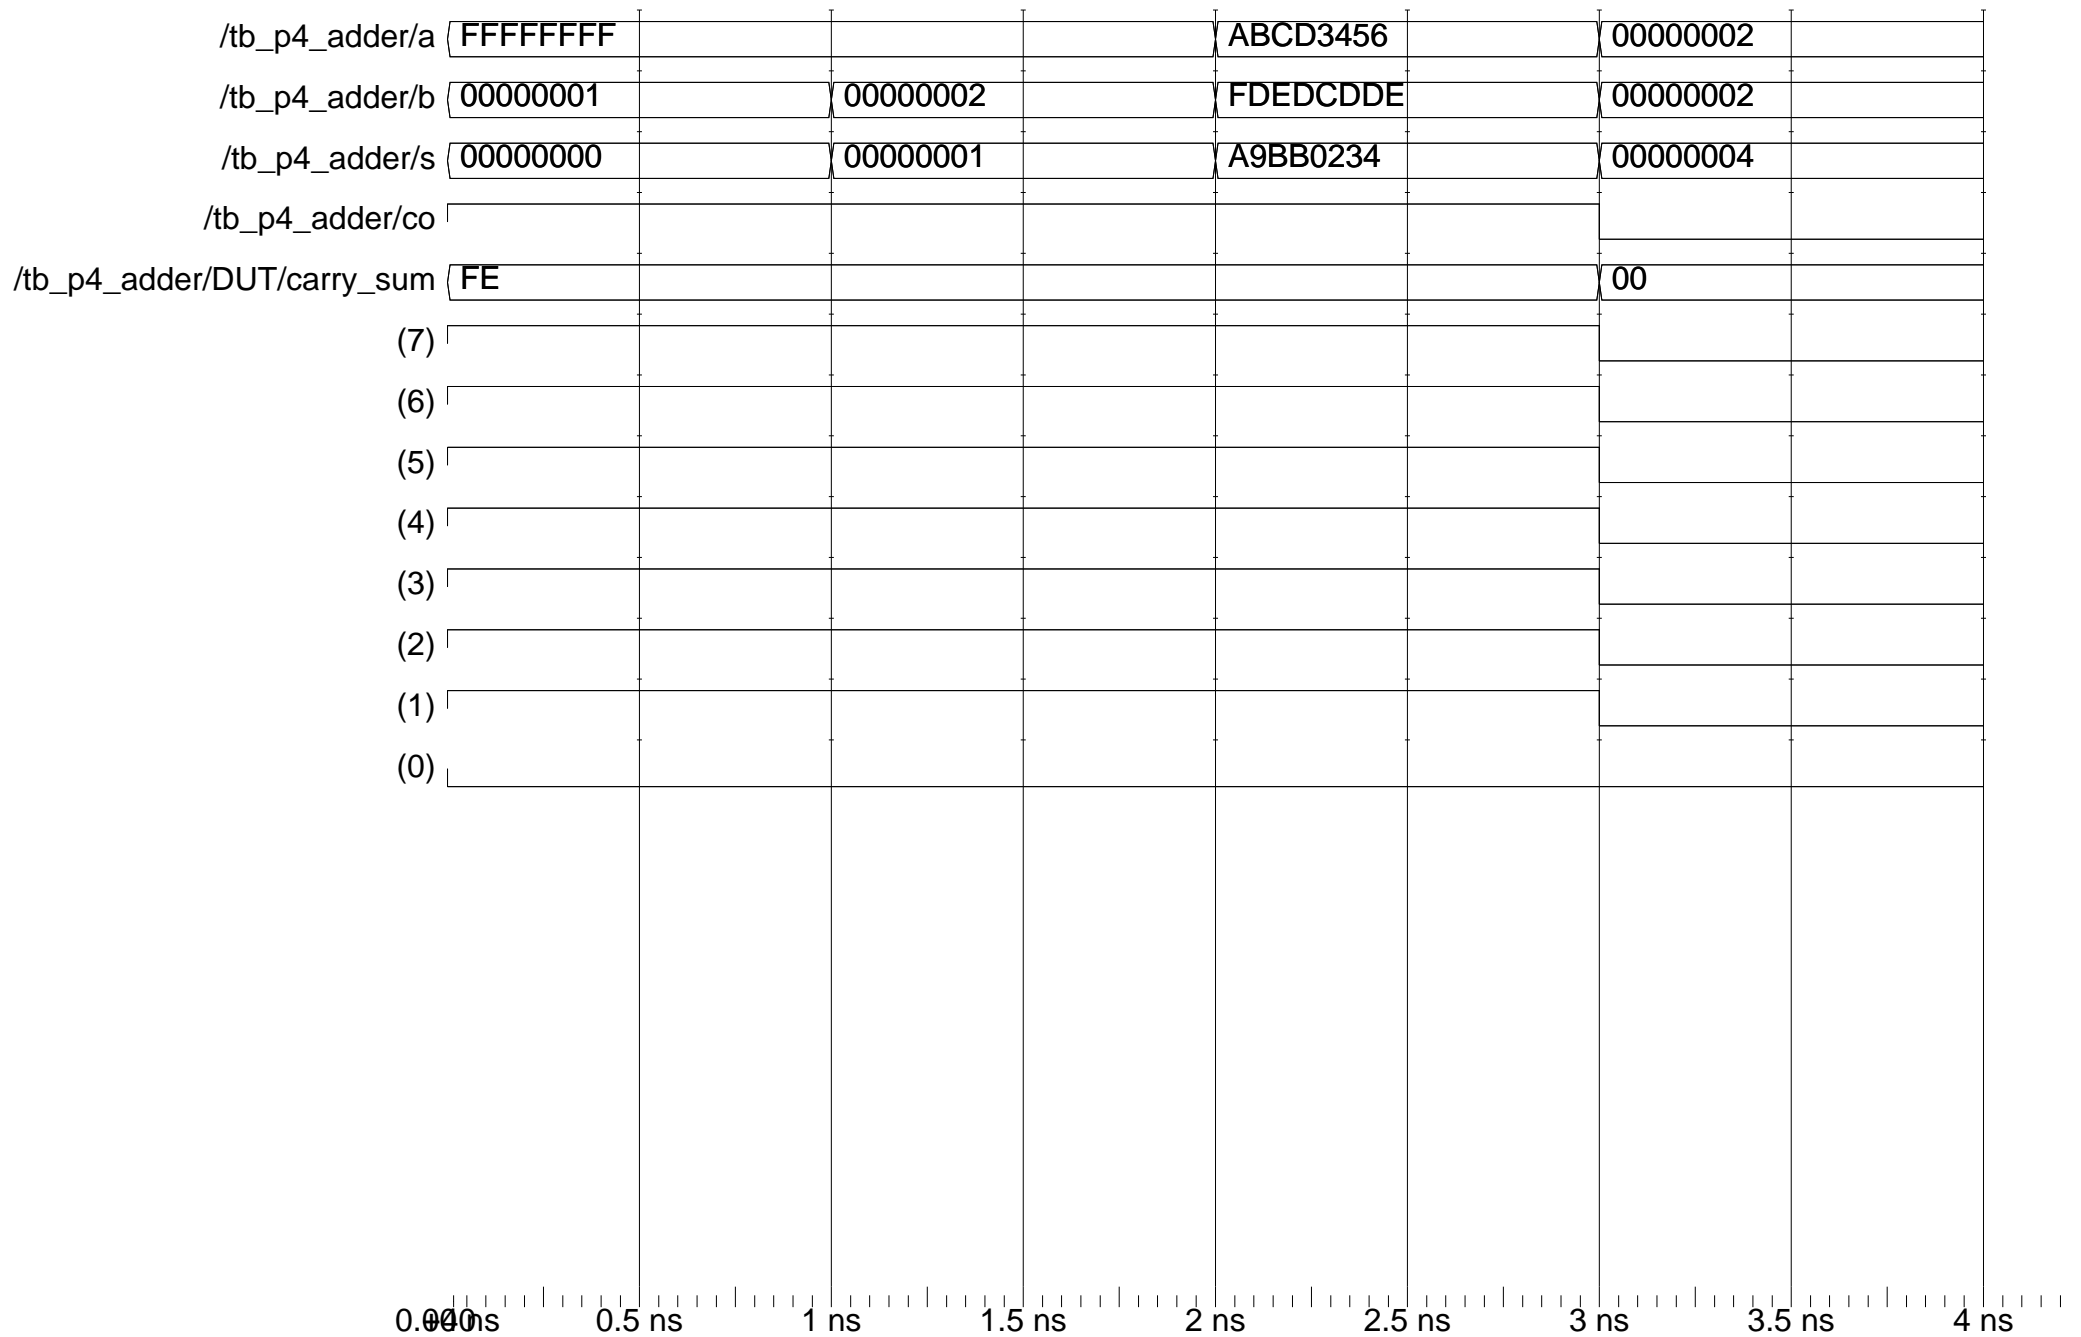 /tb_p4_adder/a FFFFFFFF ABCD3456 00000002
/tb_p4_adder/b 00000001 00000002 FDEDCDDE 00000002
/tb_p4_adder/s 00000000 00000001 A9BB0234 00000004
/tb_p4_adder/co
/tb_p4_adder/DUT/carry_sum FE 00
(7)
(6)
(5)
(4)
(3)
(2)
(1)
(0)
0.5 ns 1 ns 1.5 ns 2 ns 2.5 ns 3 ns 3.5 ns 4 ns